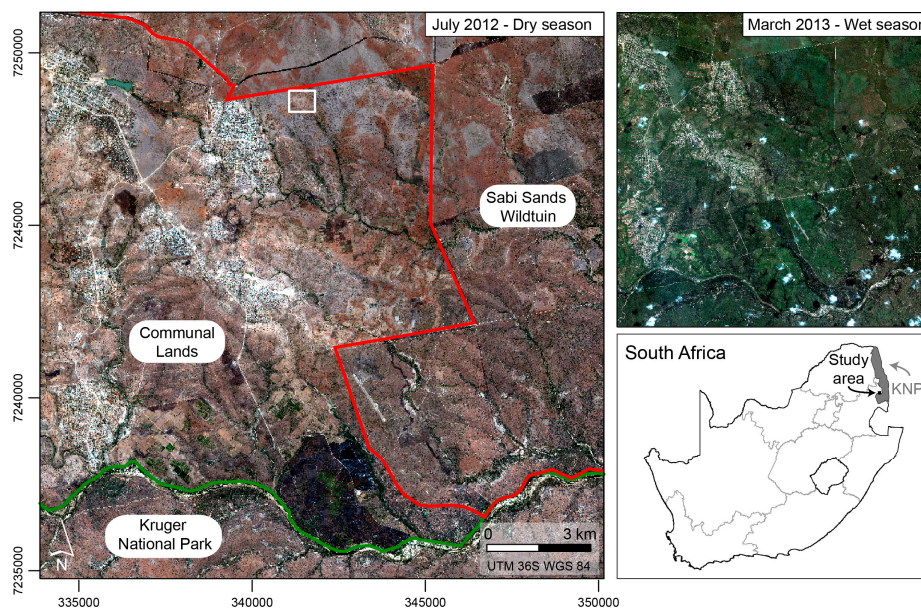 July 2012 - Dry season
7250000
7245000
7240000
7235000
Sabi Sands
Wildtuin
Communal
Lands
Kruger
National Park
N
0 3 km
UTM 36S WGS 84
335000 340000 345000 350000
March 2013 - Wet season
South Africa
Study
area
KNP